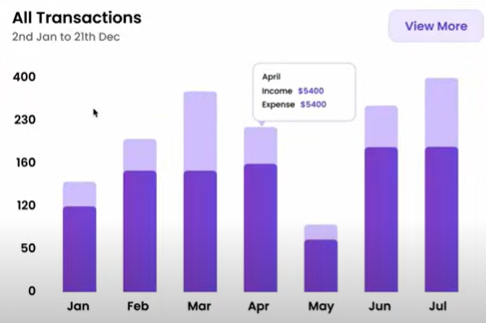 All Transactions
2nd Jan to 21th Dec
View More
400
230
160
120
50
0
April
Income $5400
Expense $5400
Jan Feb Mar Apr May Jun Jul